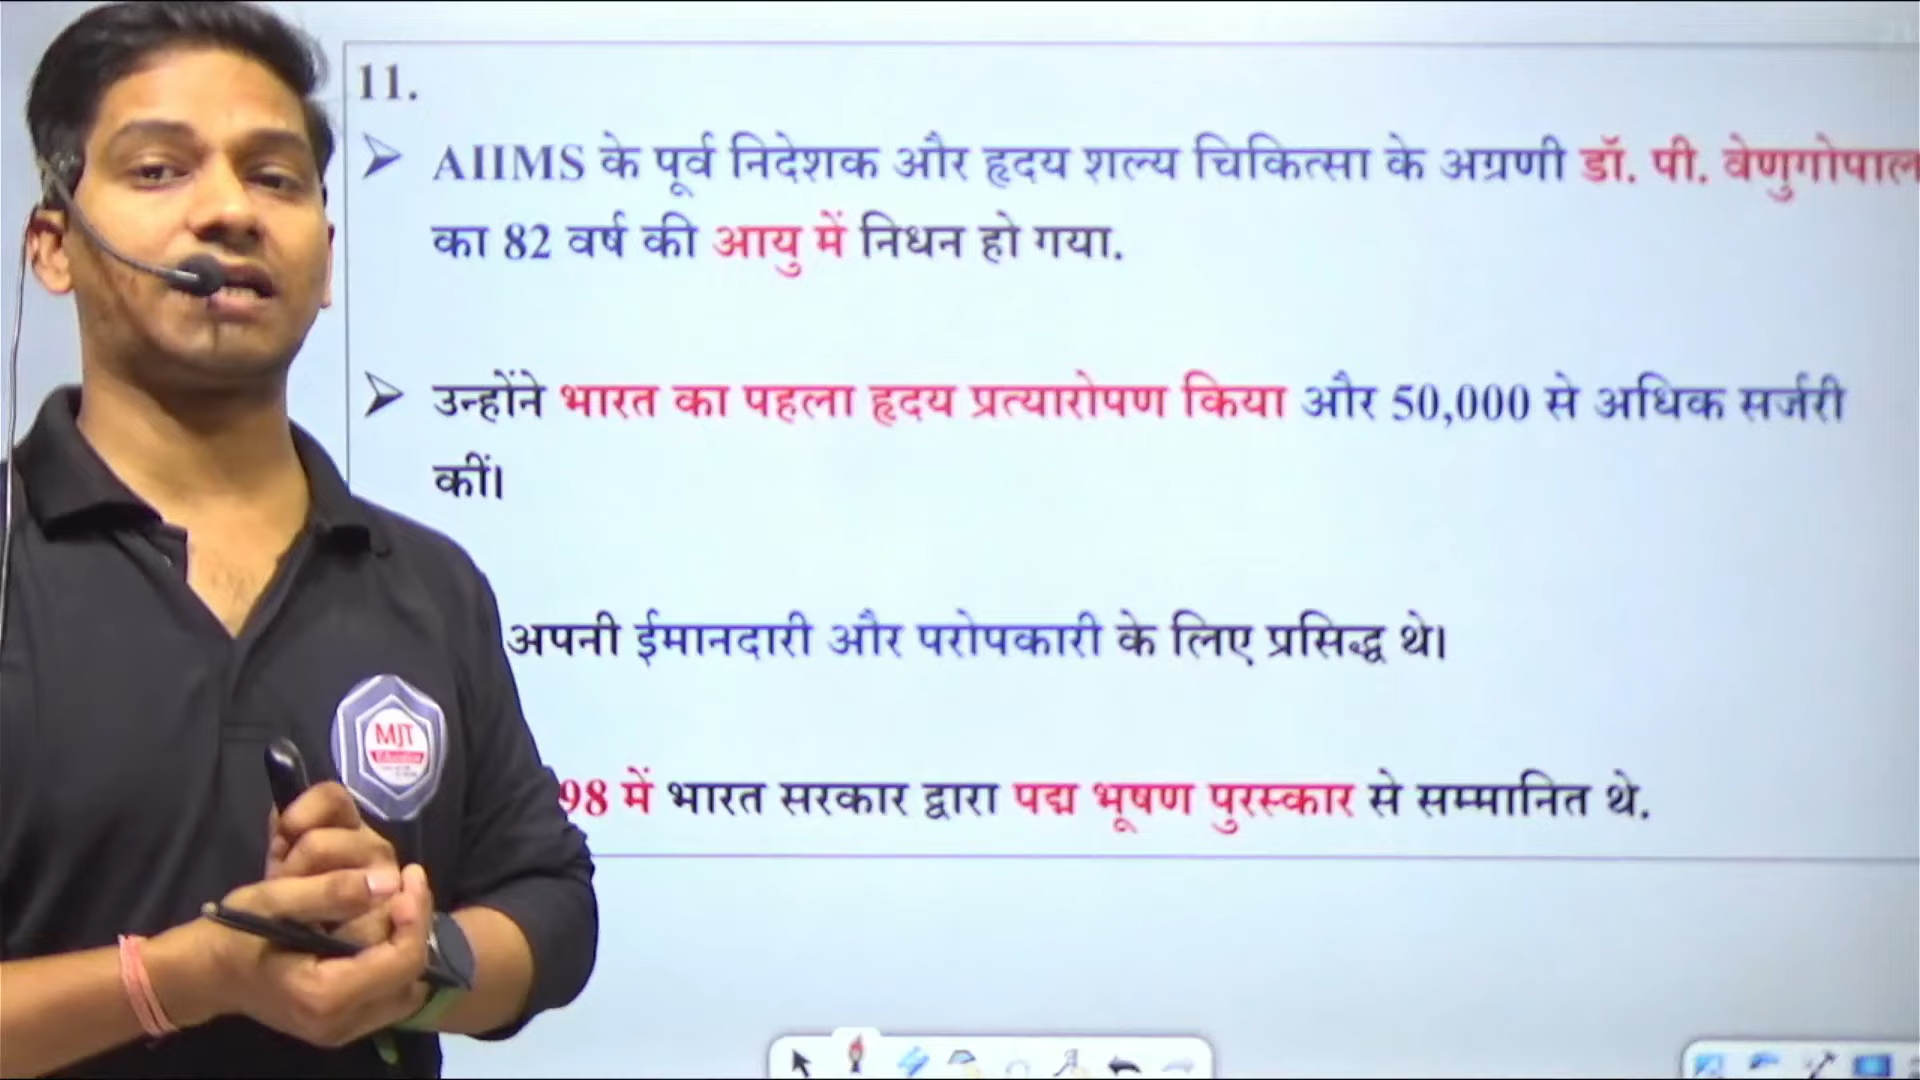 11.
➢ AIIMS के पूर्व निदेशक और हृदय शल्य चिकित्सा के अग्रणी डॉ. पी. वेणुगोपाल
का 82 वर्ष की आयु में निधन हो गया.
➢ उन्होंने भारत का पहला हृदय प्रत्यारोपण किया और 50,000 से अधिक सर्जरी
कीं।
अपनी ईमानदारी और परोपकारी के लिए प्रसिद्ध थे।
98 में भारत सरकार द्वारा पद्म भूषण पुरस्कार से सम्मानित थे.
MJT